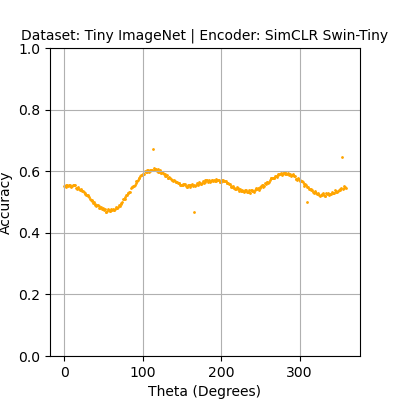 Dataset: Tiny ImageNet | Encoder: SimCLR Swin-Tiny
1.0
0.8
0.6
0.4
0.2
0.0
Accuracy
0 100 200 300
Theta (Degrees)